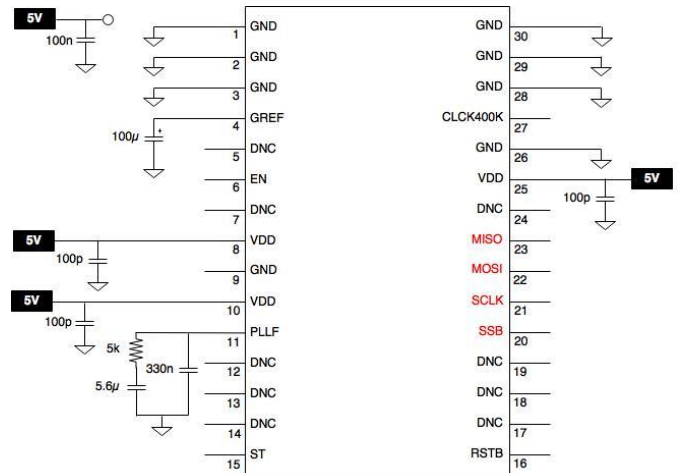 5V
100n
GND
1
GND
2
GND
3
GREF
4
100µ
+
DNC
5
EN
6
DNC
7
5V
VDD
8
100p
GND
9
5V
VDD
10
100p
PLLF
11
5k
330n
5.6µ
DNC
12
DNC
13
DNC
14
ST
15
GND
30
GND
29
GND
28
CLCK400K
27
GND
26
VDD
25
5V
100p
DNC
24
MISO
23
MOSI
22
SCLK
21
SSB
20
DNC
19
DNC
18
DNC
17
RSTB
16